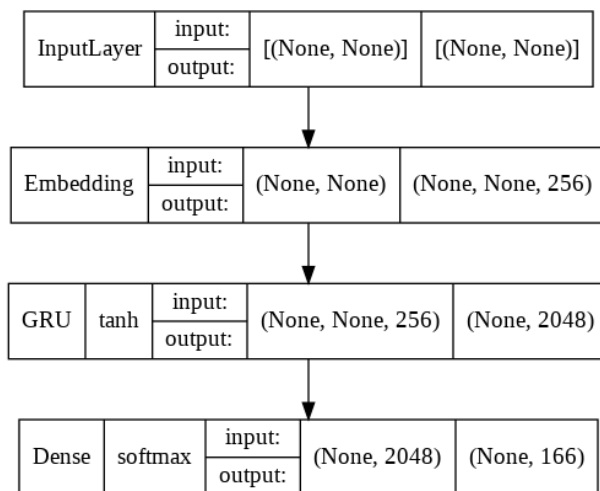 InputLayer input: output: [(None, None)] [(None, None)]
Embedding input: output: (None, None) (None, None, 256)
GRU tanh input: output: (None, None, 256) (None, 2048)
Dense softmax input: output: (None, 2048) (None, 166)